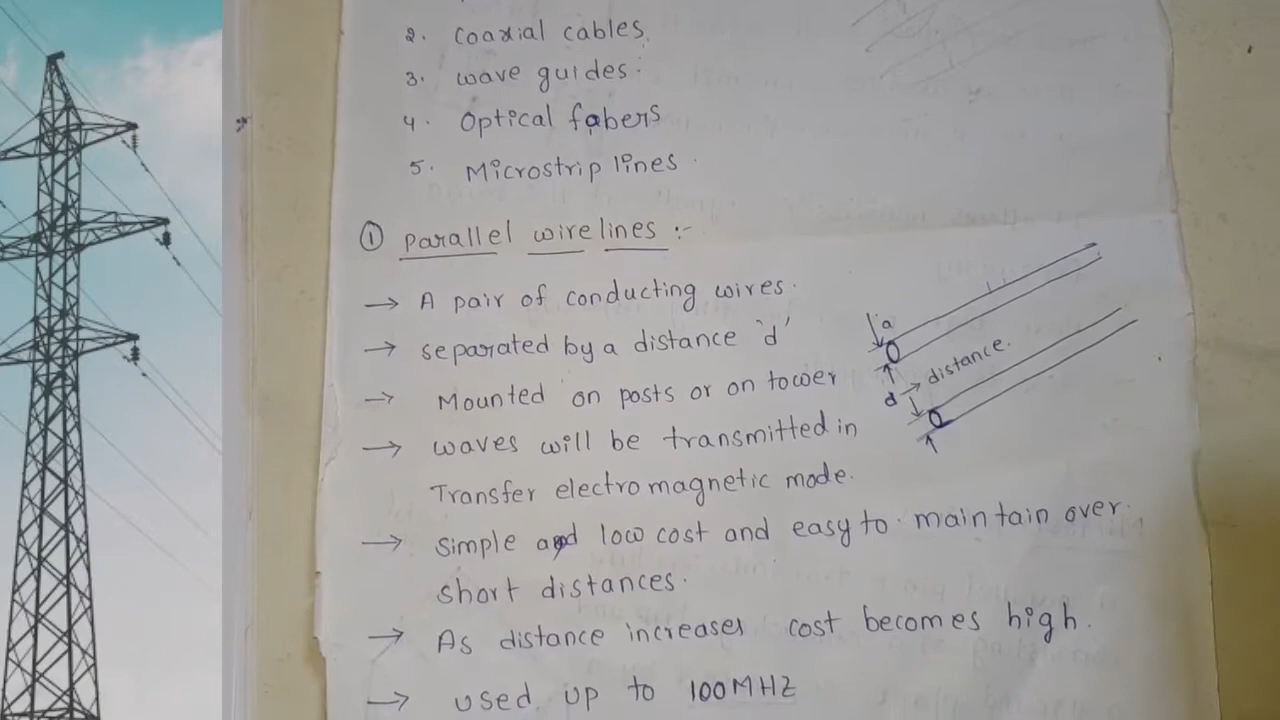 2. Coaxial cables.
3. wave guides.
4. Optical fabers
5. Microstrip lines
① parallel wire lines :-
→ A pair of conducting wires.
→ separated by a distance 'd'
→ Mounted on posts or on tower
→ waves will be transmitted in
Transfer electromagnetic mode.
→ simple and low cost and easy to maintain over
short distances.
→ As distance increases cost becomes high.
→ used up to 100MHZ
a
d → distance.